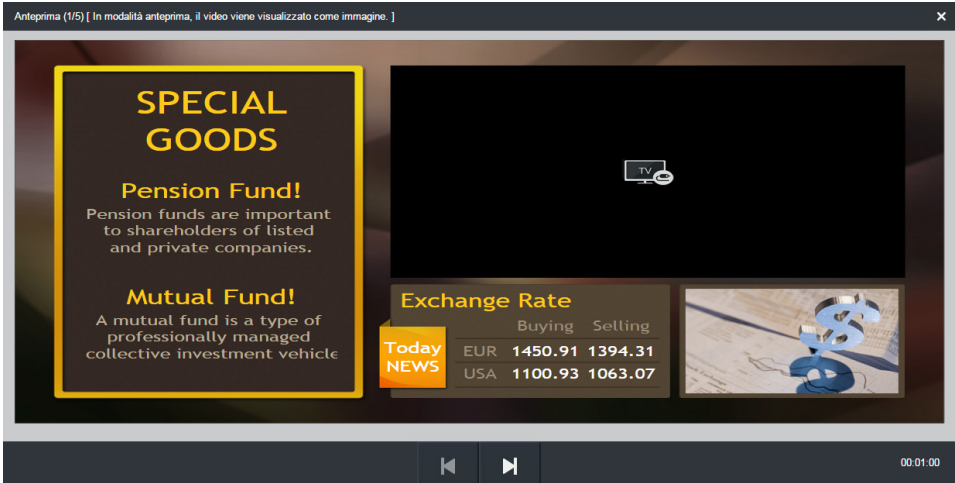 Anteprima (1/5) [ In modalità anteprima, il video viene visualizzato come immagine. ]
SPECIAL
GOODS
Pension Fund!
Pension funds are important
to shareholders of listed
and private companies.
Mutual Fund!
A mutual fund is a type of
professionally managed
collective investment vehicle
TV
Exchange Rate
Buying Selling
Today
NEWS
EUR 1450.91 1394.31
USA 1100.93 1063.07
00:01:00